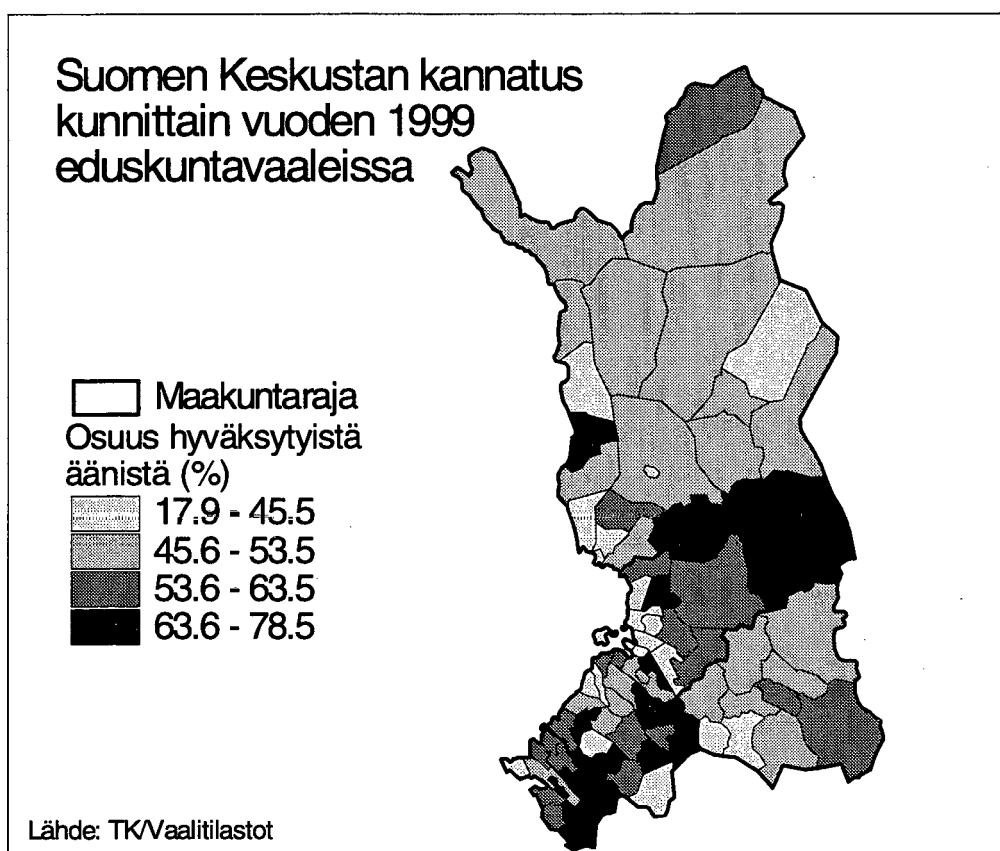 Suomen Keskustan kannatus
kunnittain vuoden 1999
eduskuntavaaleissa
Maakuntaraja
Osuus hyväksytyistä
äänistä (%)
17.9 - 45.5
45.6 - 53.5
53.6 - 63.5
63.6 - 78.5
Lähde: TK/Vaalitilastot